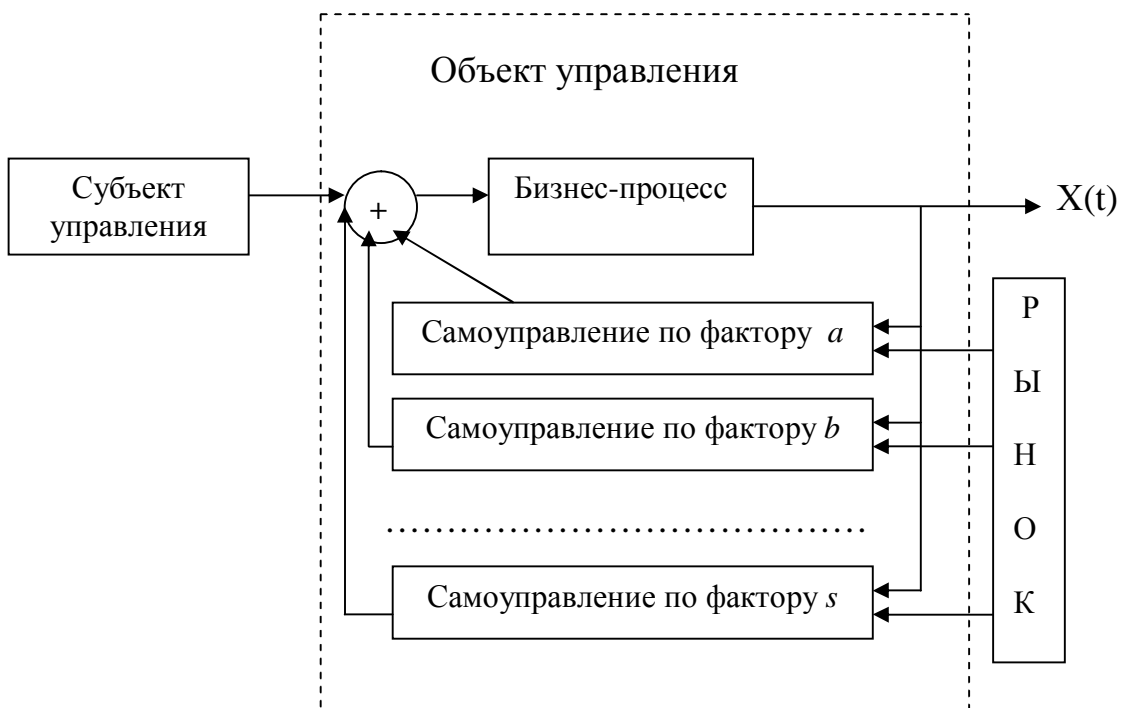 Объект управления
Субъект
управления
+
Бизнес-процесс
X(t)
Самоуправление по фактору a
Самоуправление по фактору b
……………………………………
Самоуправление по фактору s
Р
Ы
Н
О
К